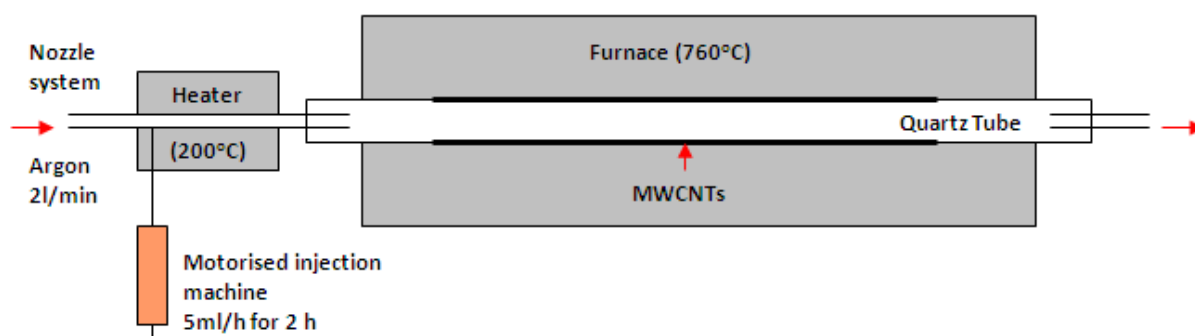 Nozzle
system
Heater
(200°C)
Argon
2l/min
Furnace (760°C)
Quartz Tube
MWCNTs
Motorised injection
machine
5ml/h for 2 h